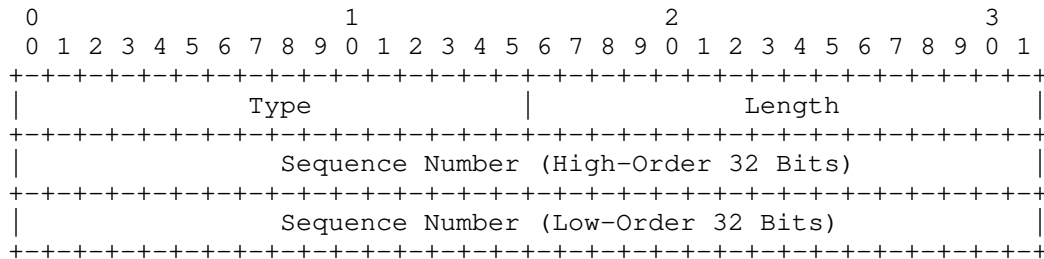 0                   1                   2                   3
 0 1 2 3 4 5 6 7 8 9 0 1 2 3 4 5 6 7 8 9 0 1 2 3 4 5 6 7 8 9 0 1
+-+-+-+-+-+-+-+-+-+-+-+-+-+-+-+-+-+-+-+-+-+-+-+-+-+-+-+-+-+-+-+-+
|              Type             |             Length            |
+-+-+-+-+-+-+-+-+-+-+-+-+-+-+-+-+-+-+-+-+-+-+-+-+-+-+-+-+-+-+-+-+
|                Sequence Number (High-Order 32 Bits)           |
+-+-+-+-+-+-+-+-+-+-+-+-+-+-+-+-+-+-+-+-+-+-+-+-+-+-+-+-+-+-+-+-+
|                Sequence Number (Low-Order 32 Bits)            |
+-+-+-+-+-+-+-+-+-+-+-+-+-+-+-+-+-+-+-+-+-+-+-+-+-+-+-+-+-+-+-+-+